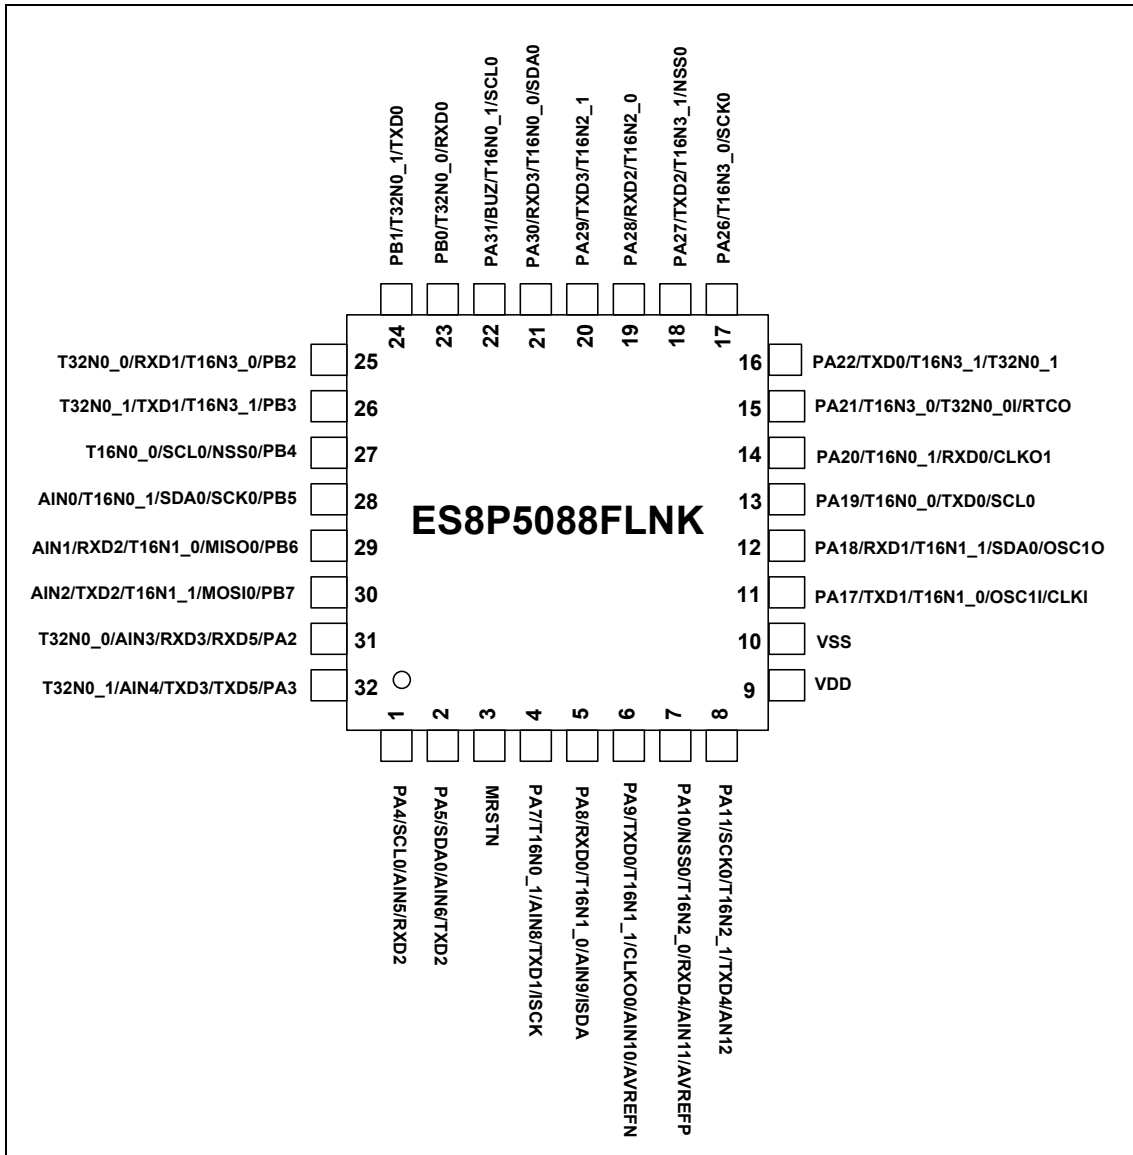 PB1/T32N0_1/TXD0
PB0/T32N0_0/RXD0
PA31/BUZ/T16N0_1/SCL0
PA30/RXD3/T16N0_0/SDA0
PA29/TXD3/T16N2_1
PA28/RXD2/T16N2_0
PA27/TXD2/T16N3_1/NSS0
PA26/T16N3_0/SCK0
24
23
22
21
20
19
18
17
T32N0_0/RXD1/T16N3_0/PB2
25
T32N0_1/TXD1/T16N3_1/PB3
26
T16N0_0/SCL0/NSS0/PB4
27
AIN0/T16N0_1/SDA0/SCK0/PB5
28
AIN1/RXD2/T16N1_0/MISO0/PB6
29
AIN2/TXD2/T16N1_1/MOSI0/PB7
30
T32N0_0/AIN3/RXD3/RXD5/PA2
31
T32N0_1/AIN4/TXD3/TXD5/PA3
32
ES8P5088FLNK
16
PA22/TXD0/T16N3_1/T32N0_1
15
PA21/T16N3_0/T32N0_0I/RTCO
14
PA20/T16N0_1/RXD0/CLKO1
13
PA19/T16N0_0/TXD0/SCL0
12
PA18/RXD1/T16N1_1/SDA0/OSC1O
11
PA17/TXD1/T16N1_0/OSC1I/CLKI
10
VSS
9
VDD
1
2
3
4
5
6
7
8
PA4/SCL0/AIN5/RXD2
PA5/SDA0/AIN6/TXD2
MRSTN
PA7/T16N0_1/AIN8/TXD1/ISCK
PA8/RXD0/T16N1_0/AIN9/ISDA
PA9/TXD0/T16N1_1/CLKO0/AIN10/AVREFN
PA10/NSS0/T16N2_0/RXD4/AIN11/AVREFP
PA11/SCK0/T16N2_1/TXD4/AN12